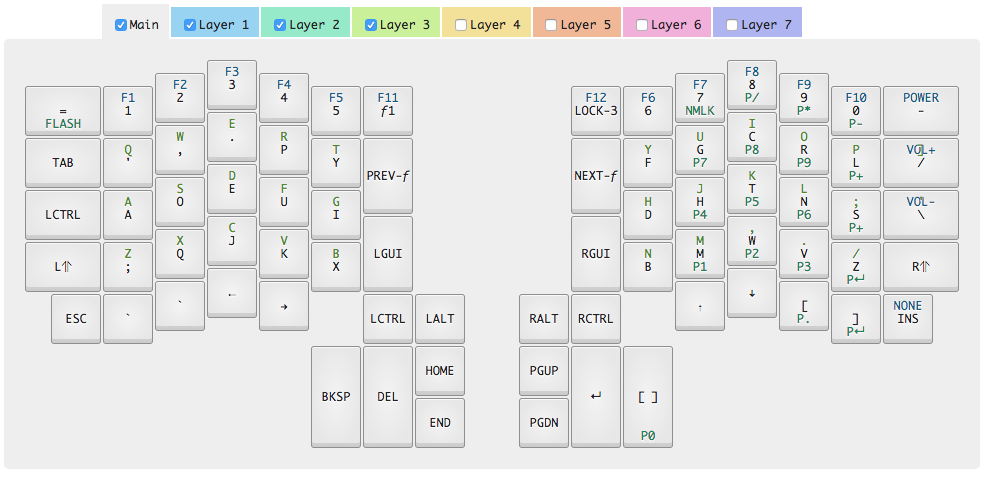 Main Layer 1 Layer 2 Layer 3 Layer 4 Layer 5 Layer 6 Layer 7
=
FLASH
F1
1
F2
2
F3
3
F4
4
F5
5
F11
ƒ1
F12
LOCK-3
F6
6
F7
7
NMLK
F8
8
P/
F9
9
P*
F10
0
P-
POWER
-
TAB
Q
'
W
,
E
.
R
P
T
Y
PREV-ƒ
NEXT-ƒ
Y
F
U
G
P7
I
C
P8
O
R
P9
P
L
P+
VOL+
/
LCTRL
A
A
S
O
D
E
F
U
G
I
H
D
J
H
P4
K
T
P5
L
N
P6
;
S
P+
VOL-
\
L⇑
Z
;
X
Q
C
J
V
K
B
X
LGUI
RGUI
N
B
M
M
P1
,
W
P2
.
V
P3
/
Z
P↵
R⇑
ESC
`
`
←
→
LCTRL
LALT
RALT
RCTRL
↑
↓
[
P.
]
P↵
NONE
INS
BKSP
DEL
HOME
END
PGUP
PGDN
↵
[ ]
P0